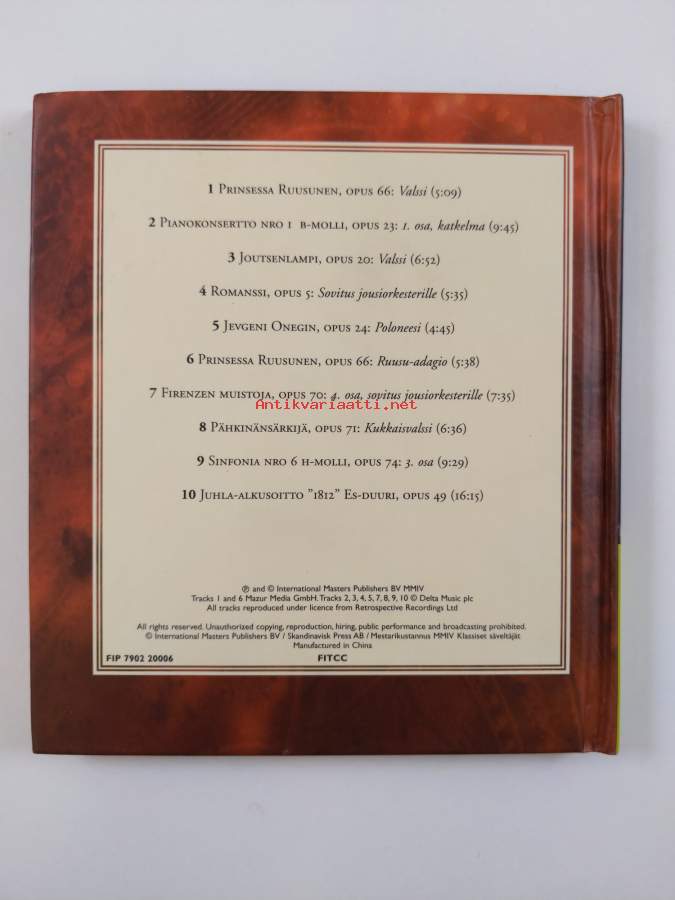 1 Prinsessa Ruusunen, opus 66: Valssi (5:09)
2 Pianokonsertto nro 1 b-molli, opus 23: 1. osa, katkelma (9:45)
3 Joutsenlampi, opus 20: Valssi (6:52)
4 Romanssi, opus 5: Sovitus jousiorkesterille (5:35)
5 Jevgeni Onegin, opus 24: Poloneesi (4:45)
6 Prinsessa Ruusunen, opus 66: Ruusu-adagio (5:38)
7 Firenzen muistoja, opus 70: 4. osa, sovitus jousiorkesterille (7:35)
Antikvariaatti.net
8 Pähkinänsärkijä, opus 71: Kukkaisvalssi (6:36)
9 Sinfonia nro 6 h-molli, opus 74: 3. osa (9:29)
10 Juhla-alkusoitto "1812" Es-duuri, opus 49 (16:15)
℗ and © International Masters Publishers BV MMIV
Tracks 1 and 6 Mazur Media GmbH. Tracks 2, 3, 4, 5, 7, 8, 9, 10 © Delta Music plc
All tracks reproduced under licence from Retrospective Recordings Ltd
All rights reserved. Unauthorized copying, reproduction, hiring, public performance and broadcasting prohibited.
© International Masters Publishers BV / Skandinavisk Press AB / Mestarikustannus MMIV Klassiset säveltäjät
Manufactured in China
FIP 7902 20006 FITCC